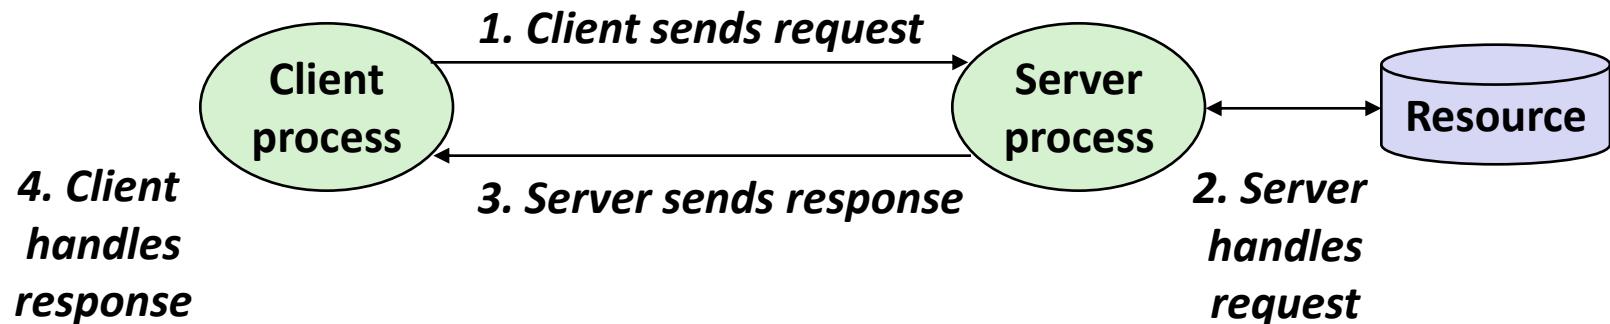 1. Client sends request
Client
process
Server
process
Resource
3. Server sends response
4. Client
handles
response
2. Server
handles
request